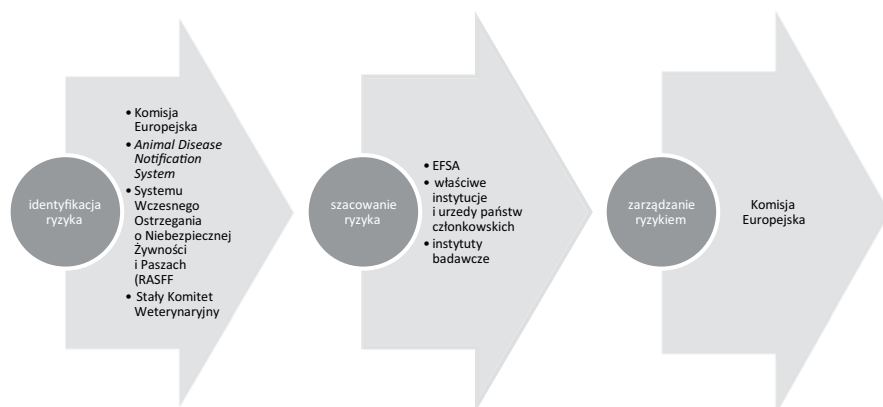 identyfikacja
ryzyka
• Komisja
Europejska
• Animal Disease
Notification
System
• Systemu
Wczesnego
Ostrzegania
o Niebezpiecznej
Żywności
i Paszach
(RASFF
• Stały Komitet
Weterynaryjny
szacowanie
ryzyka
• EFSA
• właściwe
instytucje
i urzedy państw
członkowskich
• instytuty
badawcze
zarządzanie
ryzykiem
Komisja
Europejska